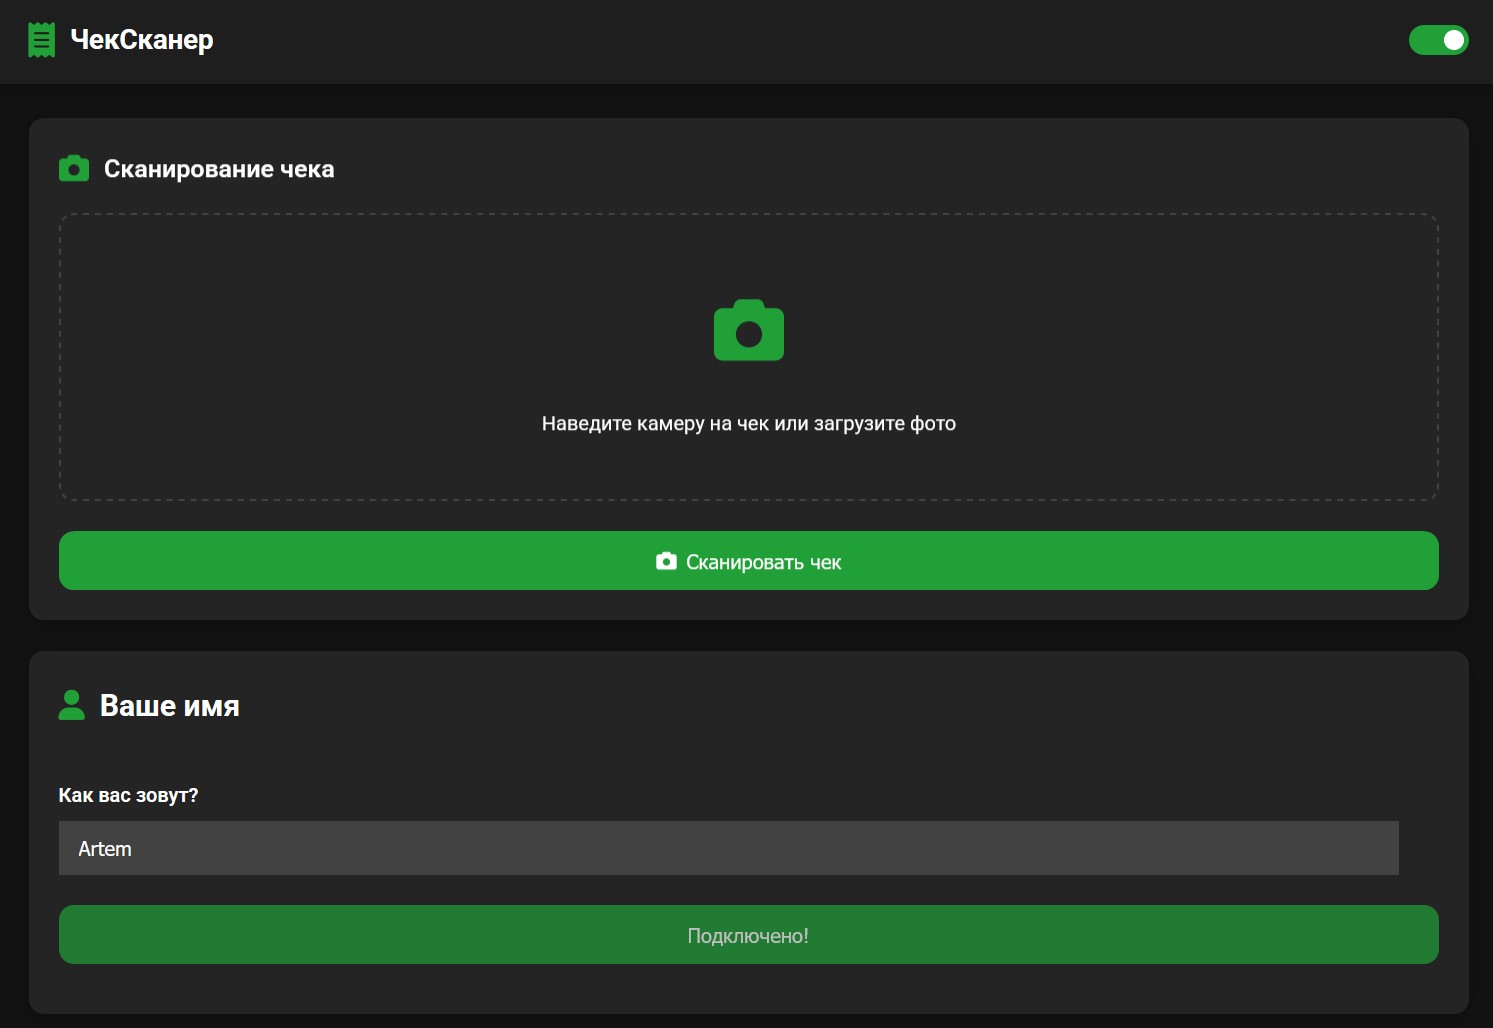 ЧекСканер
Сканирование чека
Наведите камеру на чек или загрузите фото
Сканировать чек
Ваше имя
Как вас зовут?
Artem
Подключено!